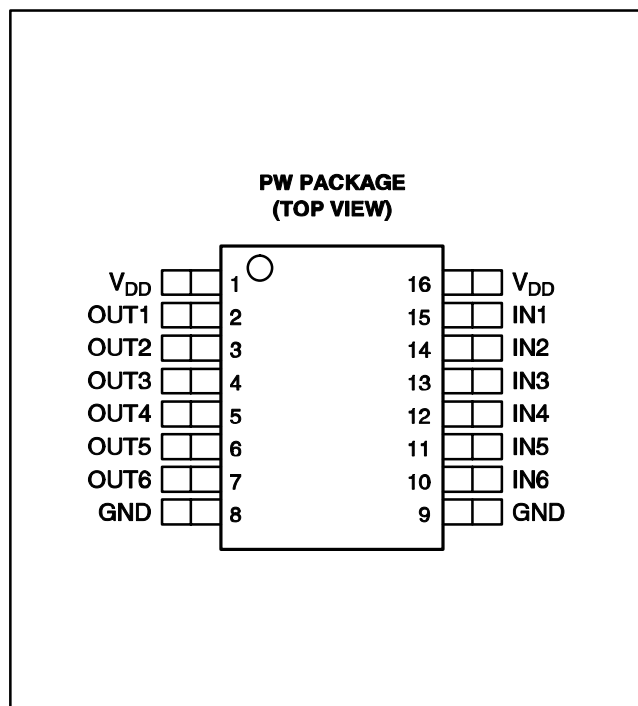 PW PACKAGE
(TOP VIEW)
VDD 1 16 VDD
OUT1 2 15 IN1
OUT2 3 14 IN2
OUT3 4 13 IN3
OUT4 5 12 IN4
OUT5 6 11 IN5
OUT6 7 10 IN6
GND 8 9 GND